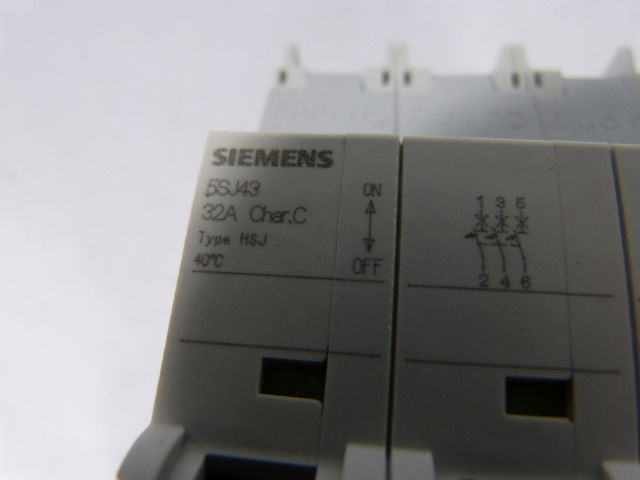 SIEMENS
5SJ43
32A Char.C
Type HSJ
40°C
ON
OFF
1 3 5
2 4 6